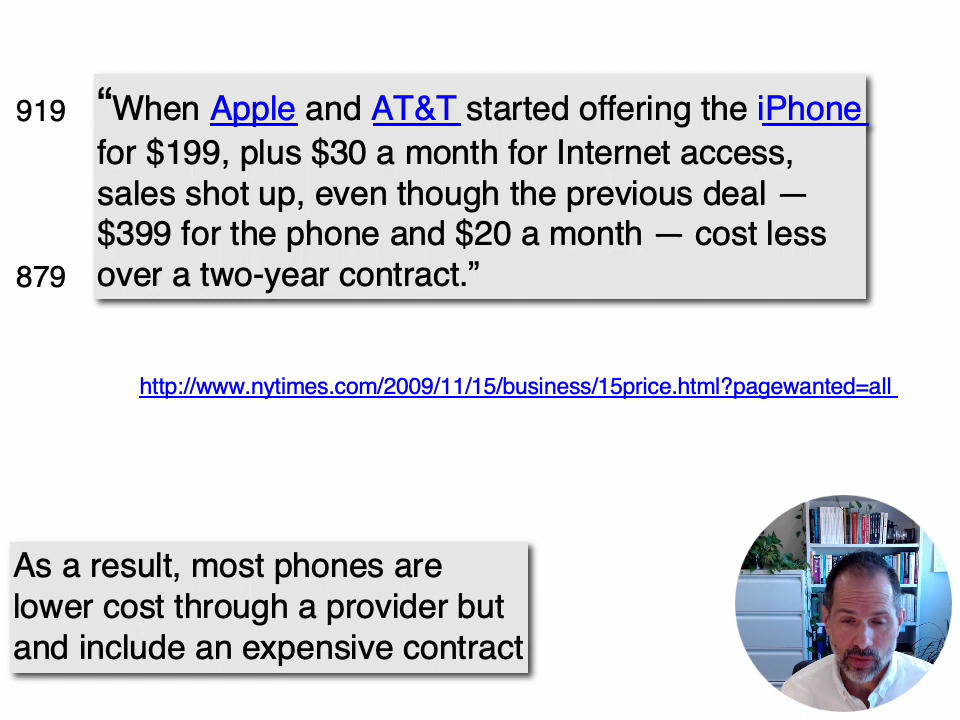 919
“When Apple and AT&T started offering the iPhone
for $199, plus $30 a month for Internet access,
sales shot up, even though the previous deal —
$399 for the phone and $20 a month — cost less
879
over a two-year contract.”
http://www.nytimes.com/2009/11/15/business/15price.html?pagewanted=all
As a result, most phones are
lower cost through a provider but
and include an expensive contract